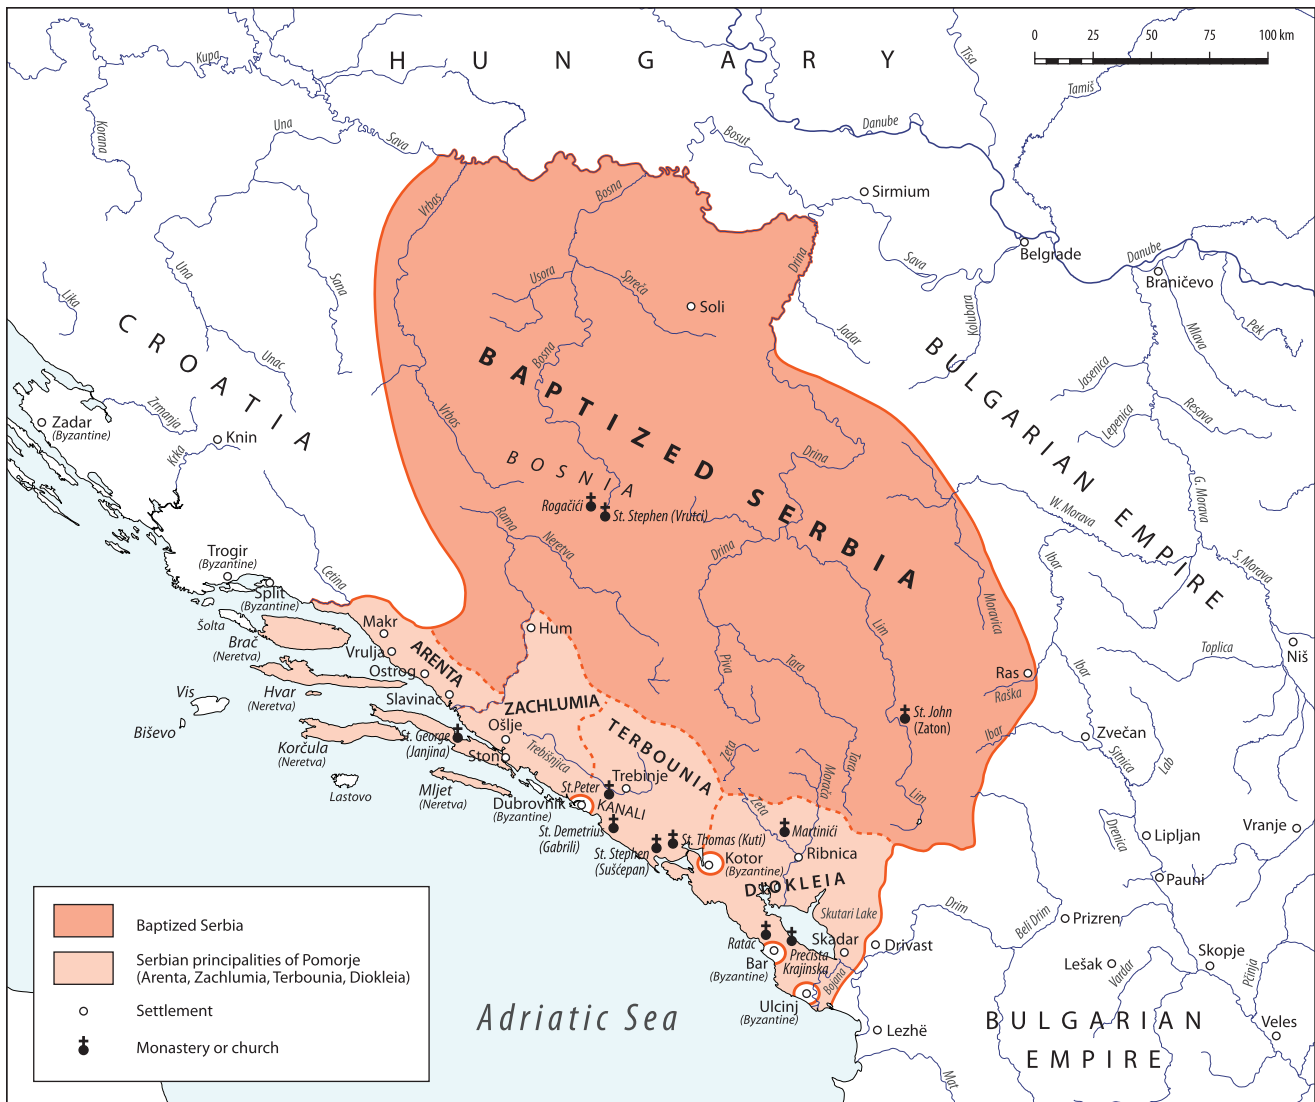 HUNGARY
0 25 50 75 100 km
Kupa
Korana
Una
Sava
Tisa
Tamiš
Danube
Bosut
Sirmium
Vrbas
Bosna
Drina
Sava
Belgrade
Danube
Braničevo
Lika
Una
Sana
Unac
Usora
Spreča
Soli
Jadar
Kolubara
Mlava
Pek
CROATIA
Zrmanja
Zadar
(Byzantine)
Knin
Krka
Bosna
Vrbas
BAPTIZED SERBIA
BOSNIA
Rogačići
St. Stephen (Vrutci)
Drina
BULGARIAN EMPIRE
Jasenica
Lepenica
Resava
G. Morava
W. Morava
S. Morava
Ibar
Moravica
Rama
Neretva
Drina
Lim
Piva
Tara
Trogir
(Byzantine)
Split
(Byzantine)
Cetina
Šolta
Brač
(Neretva)
Makr
Vrulja
Ostrog
Slavinac
ARENTA
Hum
Hvar
(Neretva)
Vis
Biševo
Korčula
(Neretva)
Lastovo
St. George
(Janjina)
Mljet
(Neretva)
ZACHLUMIA
Ošlje
Ston
Trebišnjica
TERBOUNIA
Trebinje
St.Peter
Dubrovnik
(Byzantine)
KANALI
St. Demetrius
(Gabrili)
St. Stephen
(Sušćepan)
St. Thomas (Kuti)
Zeta
Zeta
Morača
Tara
Lim
St. John
(Zaton)
Ras
Raška
Ibar
Ibar
Toplica
Niš
Zvečan
Sitnica
Lab
Drenica
Lipljan
Vranje
Pauni
Martinići
Ribnica
Kotor
(Byzantine)
DIOKLEIA
Skutari Lake
Ratac
Bar
(Byzantine)
Prečista
Krajinska
Skadar
Bojana
Ulcinj
(Byzantine)
Drivast
Drim
Beli Drim
Prizren
Lešak
Vardar
Skopje
Pčinja
Veles
Lezhë
Mat
BULGARIAN
EMPIRE
Adriatic Sea
Baptized Serbia
Serbian principalities of Pomorje
(Arenta, Zachlumia, Terbounia, Diokleia)
Settlement
Monastery or church